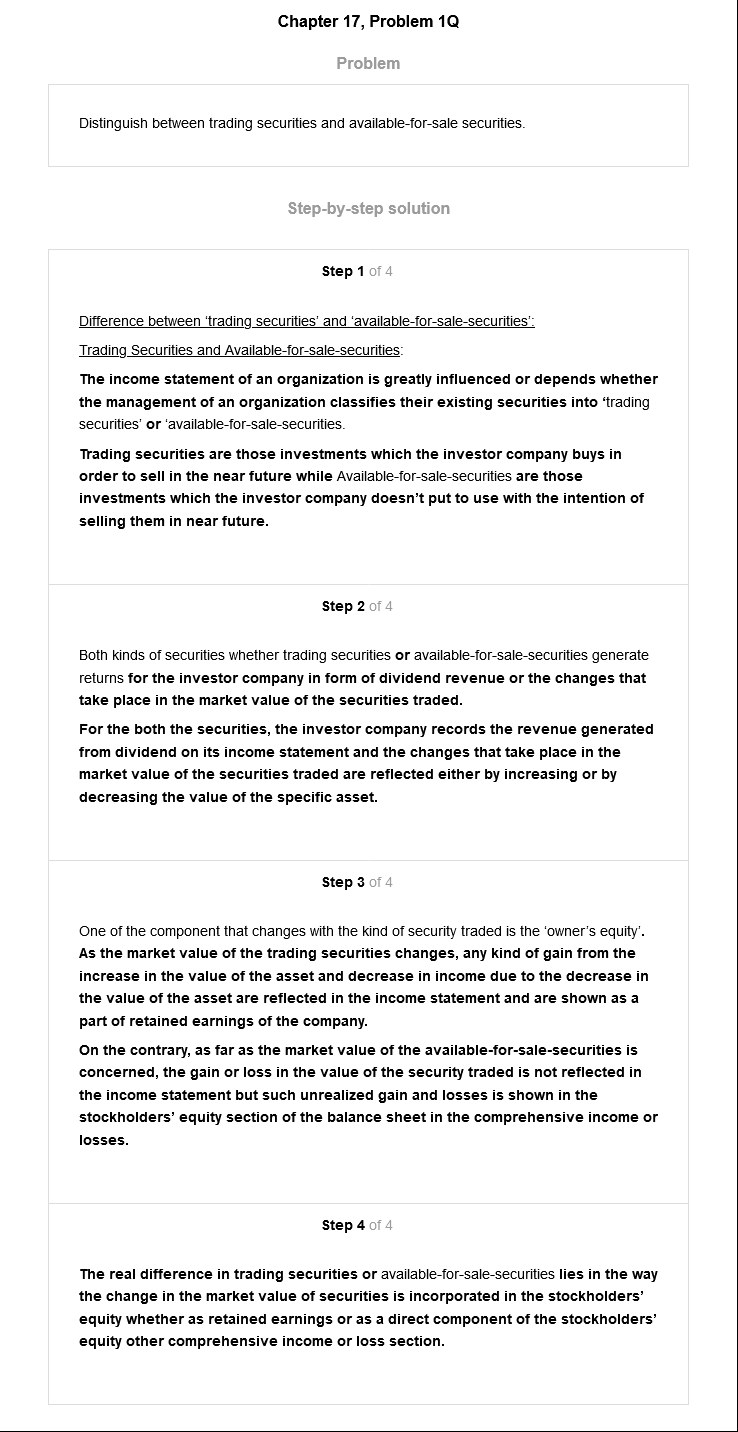 Chapter 17, Problem 1Q
Problem
Distinguish between trading securities and available-for-sale securities.
Step-by-step solution
Step 1 of 4
Difference between ‘trading securities’ and ‘available-for-sale-securities’:
Trading Securities and Available-for-sale-securities:
The income statement of an organization is greatly influenced or depends whether
the management of an organization classifies their existing securities into ‘trading
securities’ or ‘available-for-sale-securities.
Trading securities are those investments which the investor company buys in
order to sell in the near future while Available-for-sale-securities are those
investments which the investor company doesn’t put to use with the intention of
selling them in near future.
Step 2 of 4
Both kinds of securities whether trading securities or available-for-sale-securities generate
returns for the investor company in form of dividend revenue or the changes that
take place in the market value of the securities traded.
For the both the securities, the investor company records the revenue generated
from dividend on its income statement and the changes that take place in the
market value of the securities traded are reflected either by increasing or by
decreasing the value of the specific asset.
Step 3 of 4
One of the component that changes with the kind of security traded is the ‘owner’s equity’.
As the market value of the trading securities changes, any kind of gain from the
increase in the value of the asset and decrease in income due to the decrease in
the value of the asset are reflected in the income statement and are shown as a
part of retained earnings of the company.
On the contrary, as far as the market value of the available-for-sale-securities is
concerned, the gain or loss in the value of the security traded is not reflected in
the income statement but such unrealized gain and losses is shown in the
stockholders’ equity section of the balance sheet in the comprehensive income or
losses.
Step 4 of 4
The real difference in trading securities or available-for-sale-securities lies in the way
the change in the market value of securities is incorporated in the stockholders’
equity whether as retained earnings or as a direct component of the stockholders’
equity other comprehensive income or loss section.